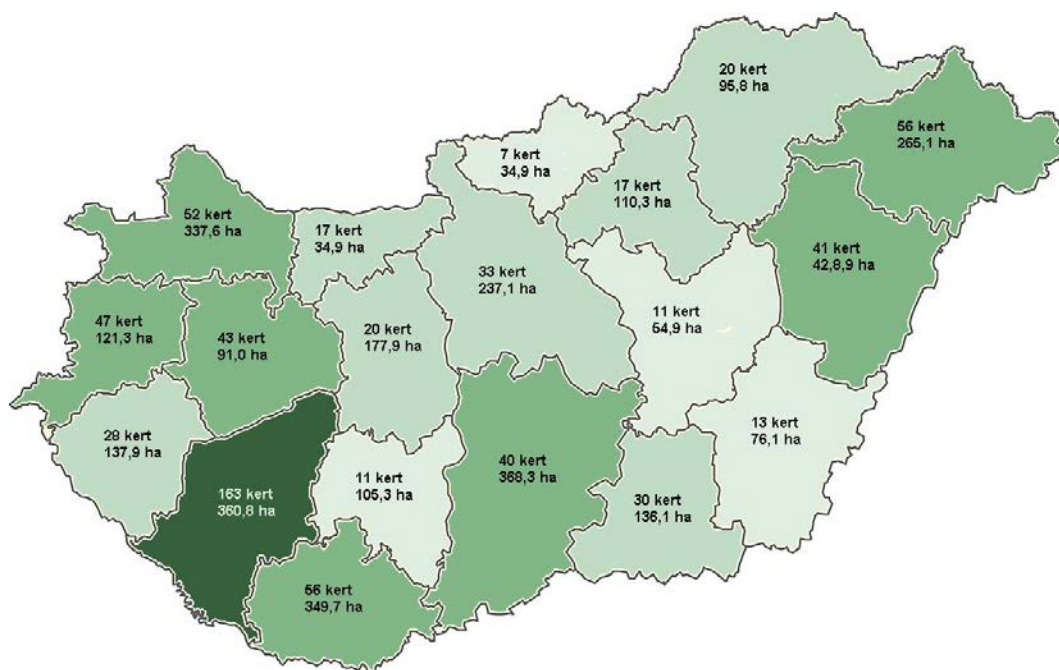 20 kert
95,8 ha
56 kert
265,1 ha
7 kert
34,9 ha
17 kert
110,3 ha
52 kert
337,6 ha
17 kert
34,9 ha
33 kert
237,1 ha
41 kert
42,8,9 ha
11 kert
54,9 ha
47 kert
121,3 ha
43 kert
91,0 ha
20 kert
177,9 ha
28 kert
137,9 ha
13 kert
76,1 ha
40 kert
368,3 ha
11 kert
105,3 ha
163 kert
360,8 ha
30 kert
136,1 ha
56 kert
349,7 ha